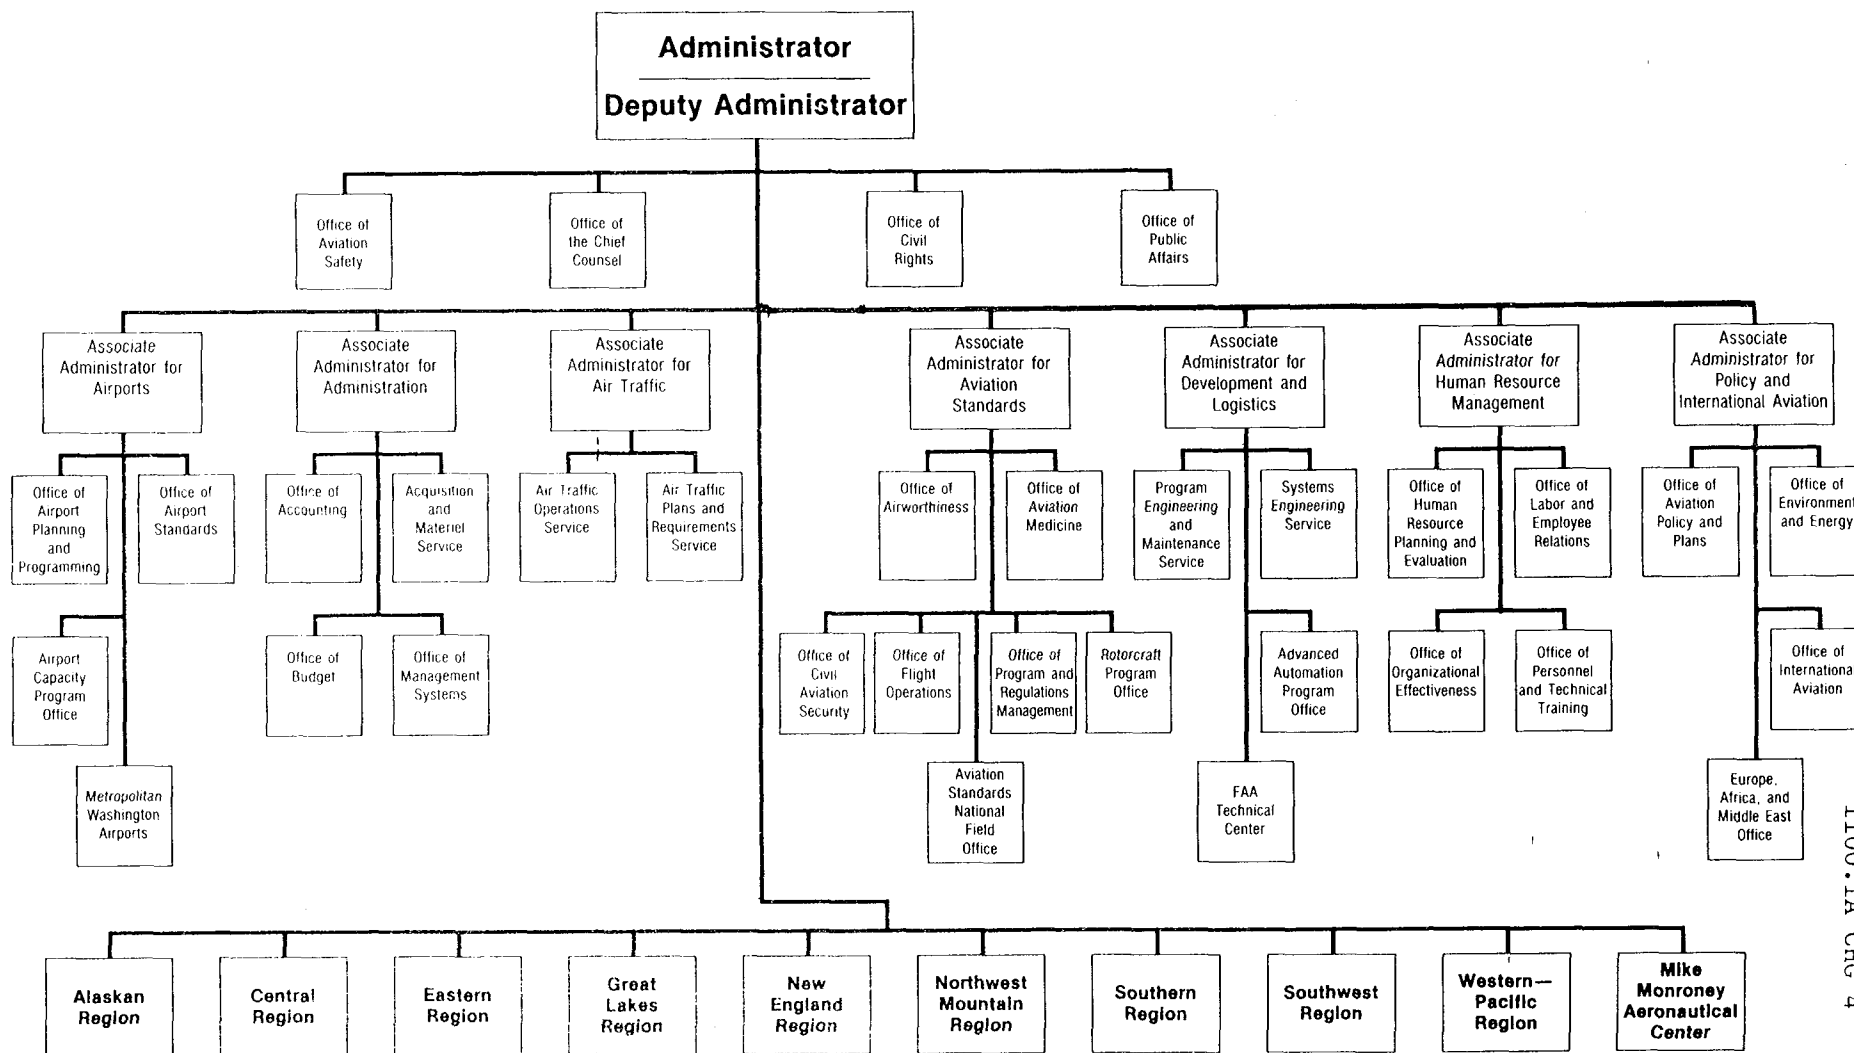 Administrator
Deputy Administrator
Office of
Aviation
Safety
Office of
the Chief
Counsel
Office of
Civil
Rights
Office of
Public
Affairs
Associate
Administrator for
Airports
Associate
Administrator for
Administration
Associate
Administrator for
Air Traffic
Associate
Administrator for
Aviation
Standards
Associate
Administrator for
Development and
Logistics
Associate
Administrator for
Human Resource
Management
Associate
Administrator for
Policy and
International Aviation
Office of
Airport
Planning
and
Programming
Office of
Airport
Standards
Office of
Accounting
Acquisition
and
Materiel
Service
Air Traffic
Operations
Service
Air Traffic
Plans and
Requirements
Service
Office of
Airworthiness
Office of
Aviation
Medicine
Program
Engineering
and
Maintenance
Service
Systems
Engineering
Service
Office of
Human
Resource
Planning and
Evaluation
Office of
Labor and
Employee
Relations
Office of
Aviation
Policy and
Plans
Office of
Environment
and Energy
Airport
Capacity
Program
Office
Office of
Budget
Office of
Management
Systems
Office of
Civil
Aviation
Security
Office of
Flight
Operations
Office of
Program and
Regulations
Management
Rotorcraft
Program
Office
Advanced
Automation
Program
Office
Office of
Organizational
Effectiveness
Office of
Personnel
and Technical
Training
Office of
International
Aviation
Metropolitan
Washington
Airports
Aviation
Standards
National
Field
Office
FAA
Technical
Center
Europe,
Africa, and
Middle East
Office
Alaskan
Region
Central
Region
Eastern
Region
Great
Lakes
Region
New
England
Region
Northwest
Mountain
Region
Southern
Region
Southwest
Region
Western—
Pacific
Region
Mike
Monroney
Aeronautical
Center
1100.1A CHG 4